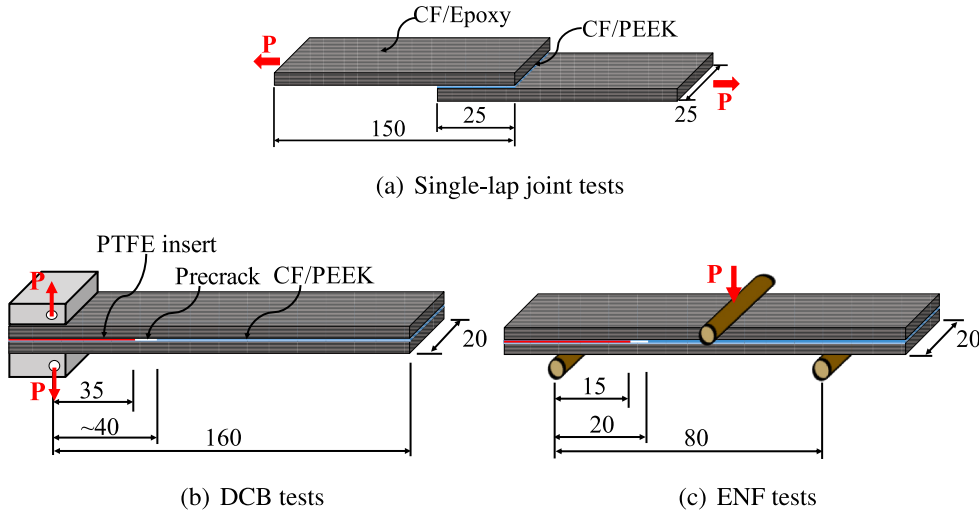 CF/Epoxy
CF/PEEK
P
P
25
25
150
(a) Single-lap joint tests
PTFE insert
Precrack
CF/PEEK
P
P
20
35
~40
160
(b) DCB tests
P
20
15
20
80
(c) ENF tests